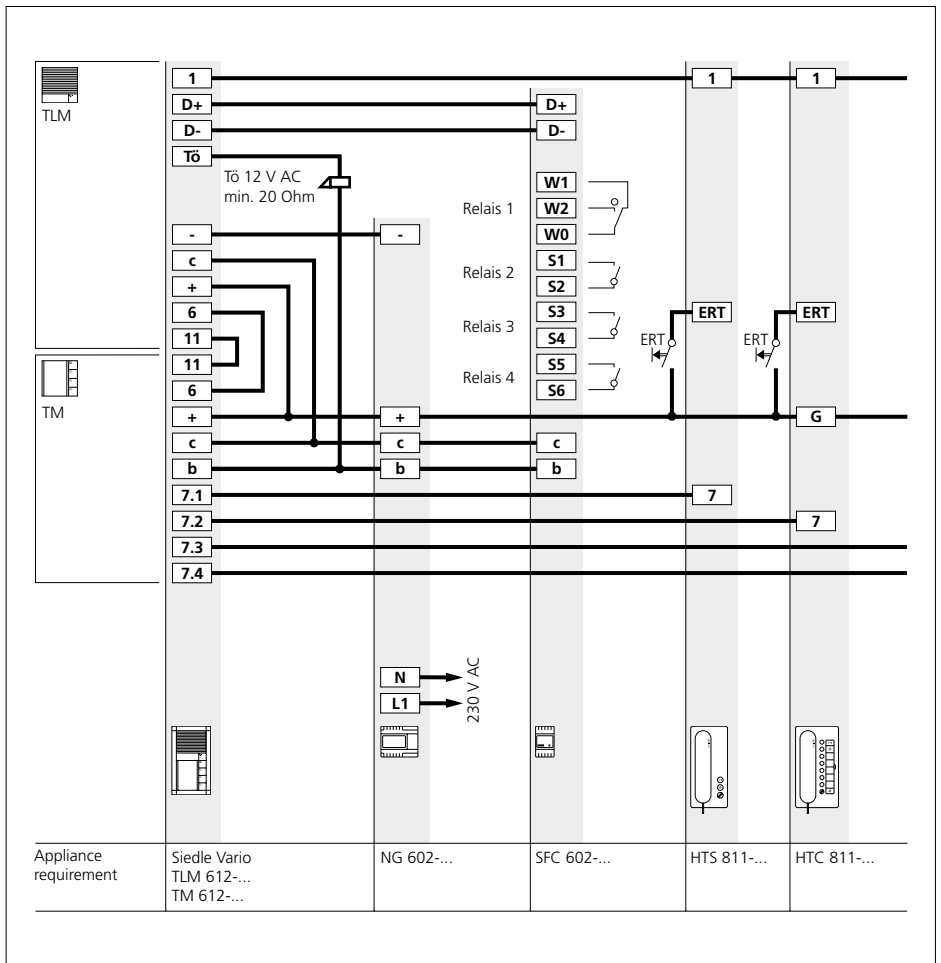 TLM
1
1
1
D+
D+
D-
D-
Tö
Tö 12 V AC
min. 20 Ohm
W1
Relais 1
W2
-
-
W0
c
S1
Relais 2
+
S2
6
S3
ERT
ERT
Relais 3
11
S4
ERT
ERT
11
S5
Relais 4
6
S6
TM
+
+
G
c
c
c
b
b
b
7.1
7
7.2
7
7.3
7.4
N
L1
230 V AC
Appliance
requirement
Siedle Vario
TLM 612-...
TM 612-...
NG 602-...
SFC 602-...
HTS 811-...
HTC 811-...